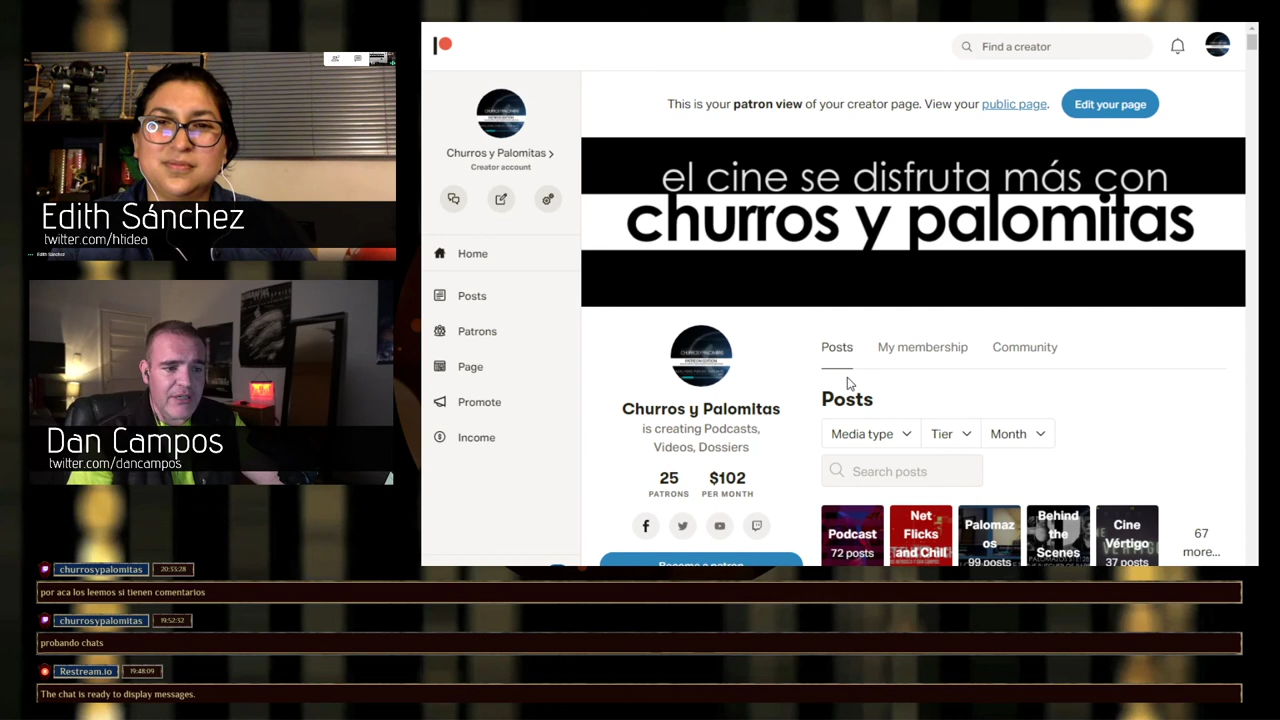 Edith Sánchez
twitter.com/htidea
Edith Sánchez
Dan Campos
twitter.com/dancampos
Find a creator
This is your patron view of your creator page. View your public page.
Edit your page
Churros y Palomitas
Creator account
Home
Posts
Patrons
Page
Promote
Income
el cine se disfruta más con
churros y palomitas
Churros y Palomitas
is creating Podcasts,
Videos, Dossiers
25
PATRONS
$102
PER MONTH
Posts
My membership
Community
Posts
Media type
Tier
Month
Search posts
Podcast
72 posts
Net
Flicks
and Chill
Palomaz
os
99 posts
Behind
the
Scenes
Cine
Vértigo
37 posts
67
more...
Become a patron
churrosypalomitas
20:33:28
por aca los leemos si tienen comentarios
churrosypalomitas
19:52:32
probando chats
Restream.io
19:48:09
The chat is ready to display messages.